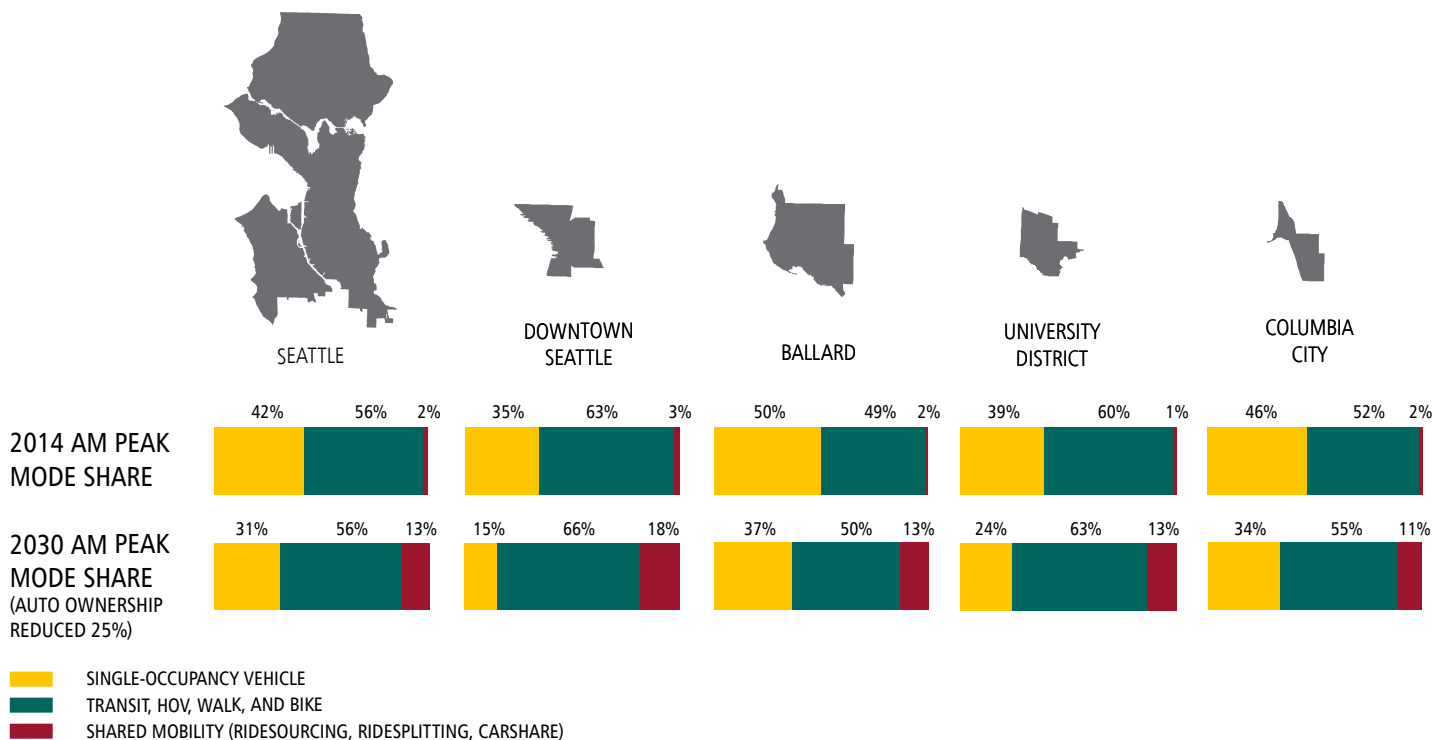 SEATTLE
DOWNTOWN
SEATTLE
BALLARD
UNIVERSITY
DISTRICT
COLUMBIA
CITY
2014 AM PEAK
MODE SHARE
42% 56% 2%
35% 63% 3%
50% 49% 2%
39% 60% 1%
46% 52% 2%
2030 AM PEAK
MODE SHARE
(AUTO OWNERSHIP
REDUCED 25%)
31% 56% 13%
15% 66% 18%
37% 50% 13%
24% 63% 13%
34% 55% 11%
SINGLE-OCCUPANCY VEHICLE
TRANSIT, HOV, WALK, AND BIKE
SHARED MOBILITY (RIDESOURCING, RIDESPLITTING, CARSHARE)